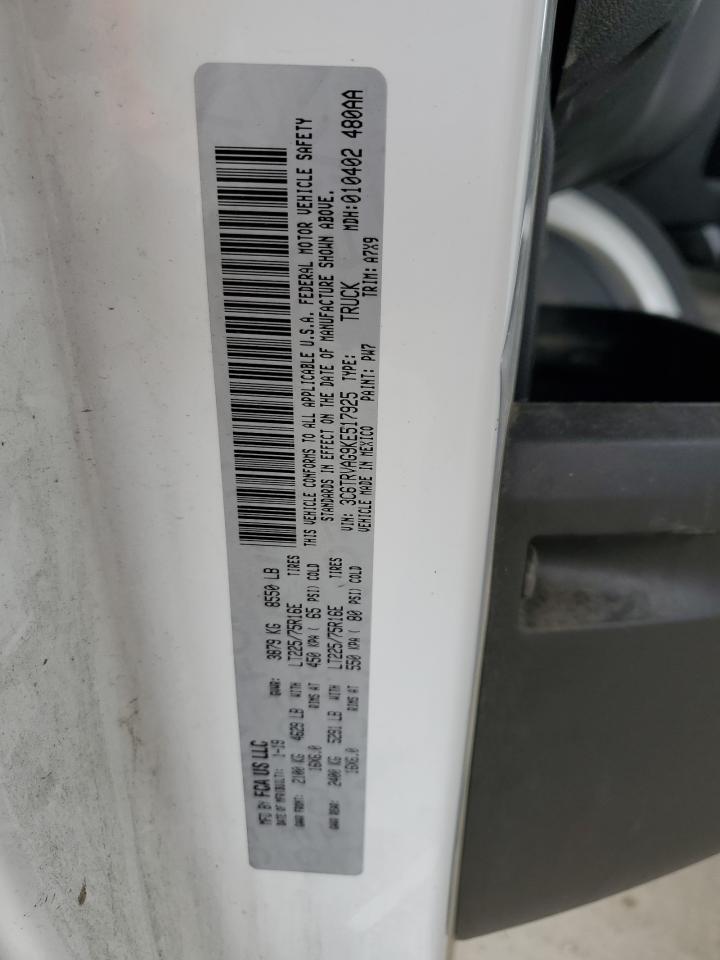 MFD BY FCA US LLC
DATE OF MFR(BUILT): 1-19 GVWR: 3879 KG 8550 LB
GAWR FRONT: 2100 KG 4629 LB WITH LT225/75R16E TIRES
16X6.0 RIMS AT 450 KPA ( 65 PSI) COLD
GAWR REAR: 2400 KG 5291 LB WITH LT225/75R16E TIRES
16X6.0 RIMS AT 550 KPA ( 80 PSI) COLD
THIS VEHICLE CONFORMS TO ALL APPLICABLE U.S.A. FEDERAL MOTOR VEHICLE SAFETY
STANDARDS IN EFFECT ON THE DATE OF MANUFACTURE SHOWN ABOVE.
VIN: 3C6TRVAG9KE517925 TYPE: TRUCK MDH:010402 480AA
VEHICLE MADE IN MEXICO PAINT: PW7 TRIM: A7X9